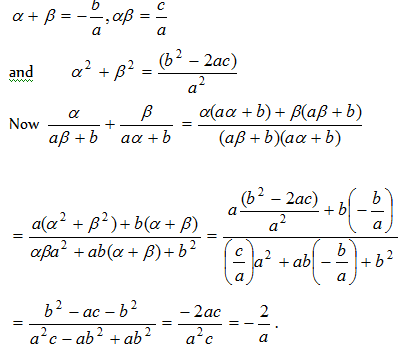 α + β = −b/a, αβ = c/a
and α² + β² = (b² − 2ac)/a²
Now α/(aβ + b) + β/(aα + b) = (α(aα + b) + β(aβ + b))/((aβ + b)(aα + b))
= (a(α² + β²) + b(α + β))/(αβa² + ab(α + β) + b²) = (a (b² − 2ac)/a² + b(−b/a))/((c/a)a² + ab(−b/a) + b²)
= (b² − ac − b²)/(a²c − ab² + ab²) = −2ac/a²c = −2/a .